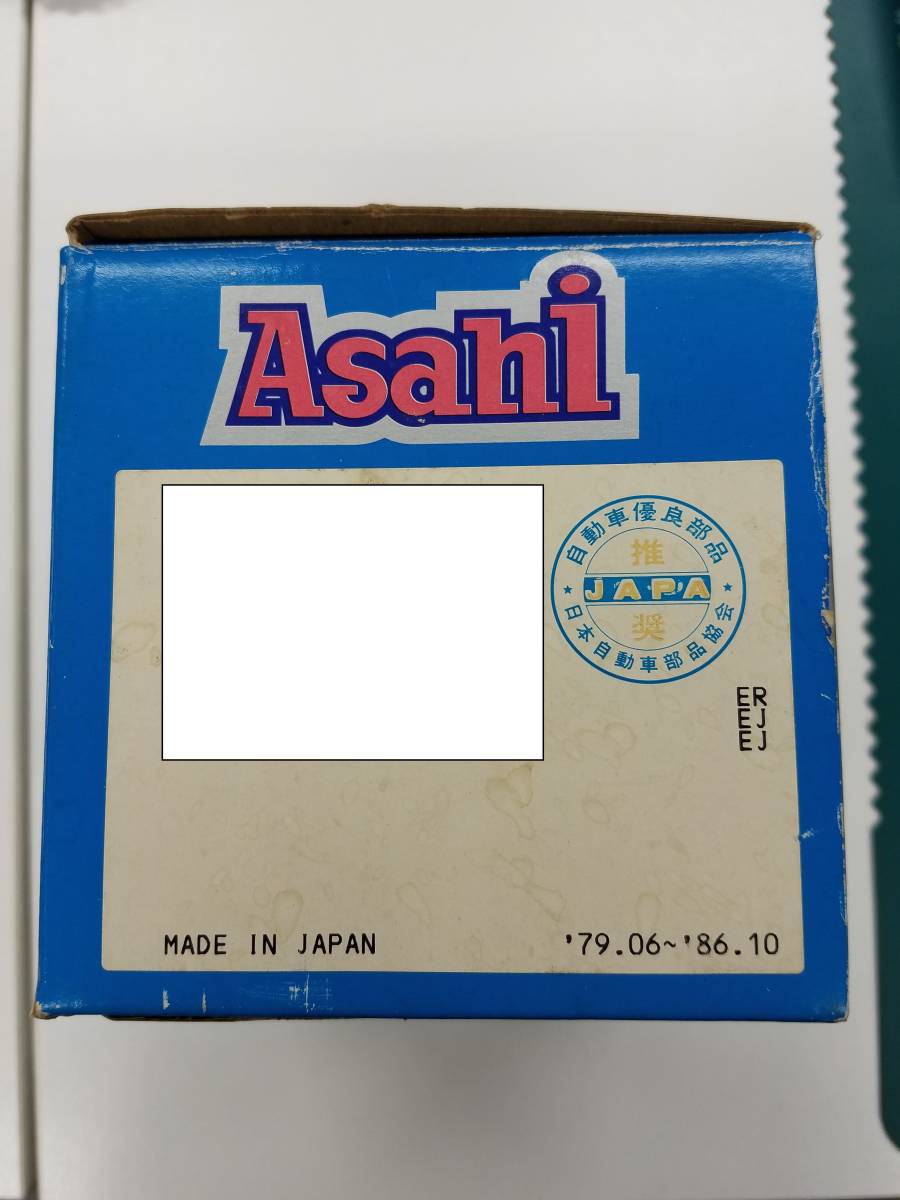 Asahi
自動車優良部品
推
JAPA
奨
★日本自動車部品協会★
ER
EJ
EJ
MADE IN JAPAN
'79.06~'86.10